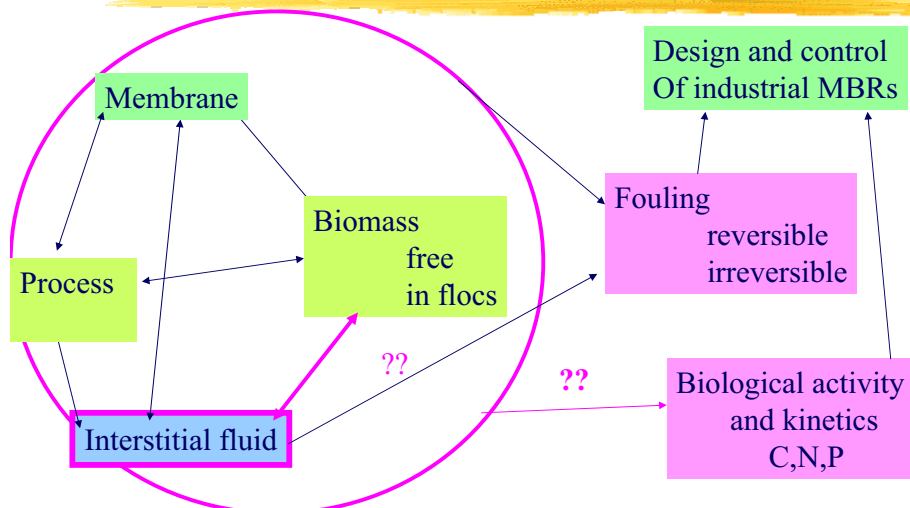 Design and control
Of industrial MBRs
Membrane
Fouling
reversible
irreversible
Biomass
free
in flocs
Process
??
??
Biological activity
and kinetics
C,N,P
Interstitial fluid